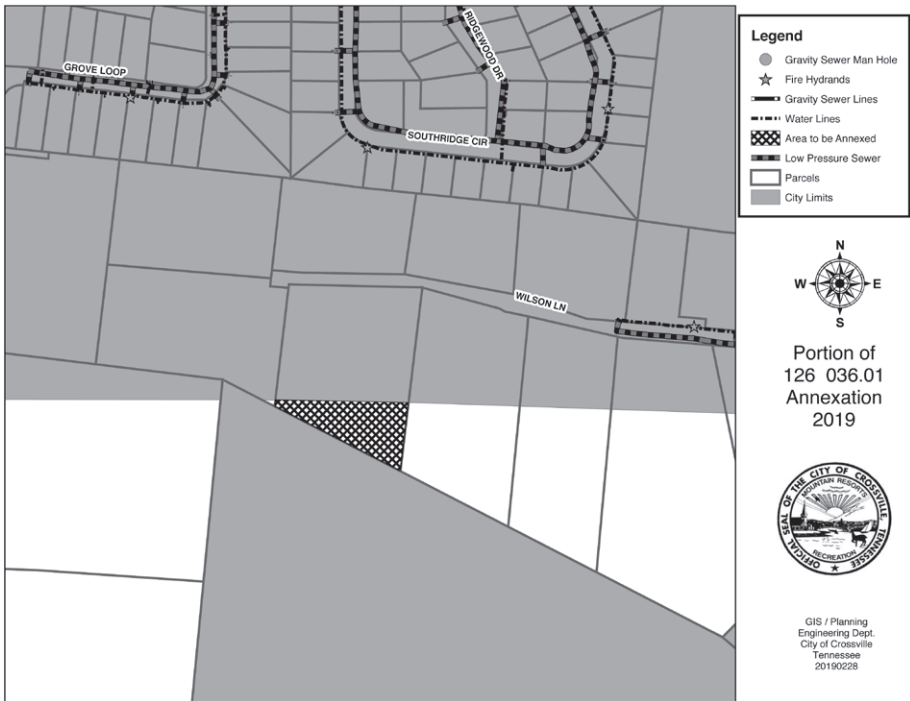 GROVE LOOP
RIDGEWOOD DR
SOUTHRIDGE CIR
WILSON LN
Legend
Gravity Sewer Man Hole
Fire Hydrands
Gravity Sewer Lines
Water Lines
Area to be Annexed
Low Pressure Sewer
Parcels
City Limits
N
W E
S
Portion of
126 036.01
Annexation
2019
OFFICIAL SEAL OF THE CITY OF CROSSVILLE, TENNESSEE
MOUNTAIN RESORTS
RECREATION
GIS / Planning
Engineering Dept.
City of Crossville
Tennessee
20190228